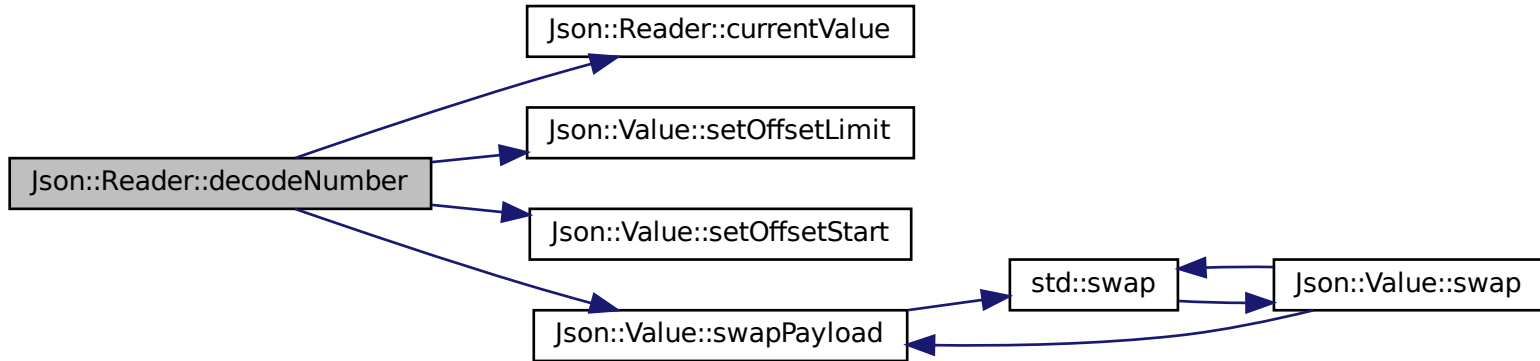 Json::Reader::currentValue
Json::Value::setOffsetLimit
Json::Reader::decodeNumber
Json::Value::setOffsetStart
std::swap
Json::Value::swap
Json::Value::swapPayload